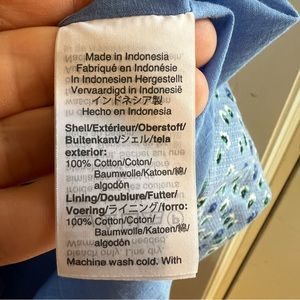 Made in Indonesia
Fabriqué en Indonésie
In Indonesien Hergestellt
Vervaardigd in Indonesië
インドネシア製
Hecho en Indonesia
Shell/Extérieur/Oberstoff/
Buitenkant/シェル/tela
exterior:
100% Cotton/Coton/
Baumwolle/Katoen/綿/
algodón
Lining/Doublure/Futter/
Voering/ライニング/forro:
100% Cotton/Coton/
Baumwolle/Katoen/綿/
algodón
Machine wash cold. With